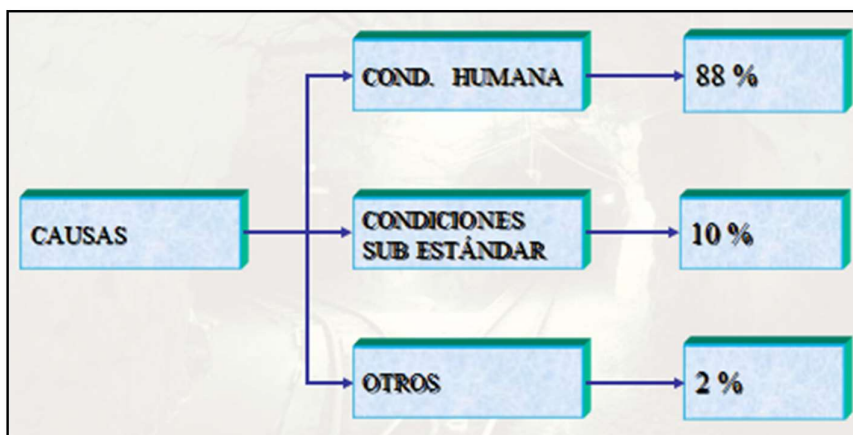 COND. HUMANA
88 %
CAUSAS
CONDICIONES
SUB ESTÁNDAR
10 %
OTROS
2 %